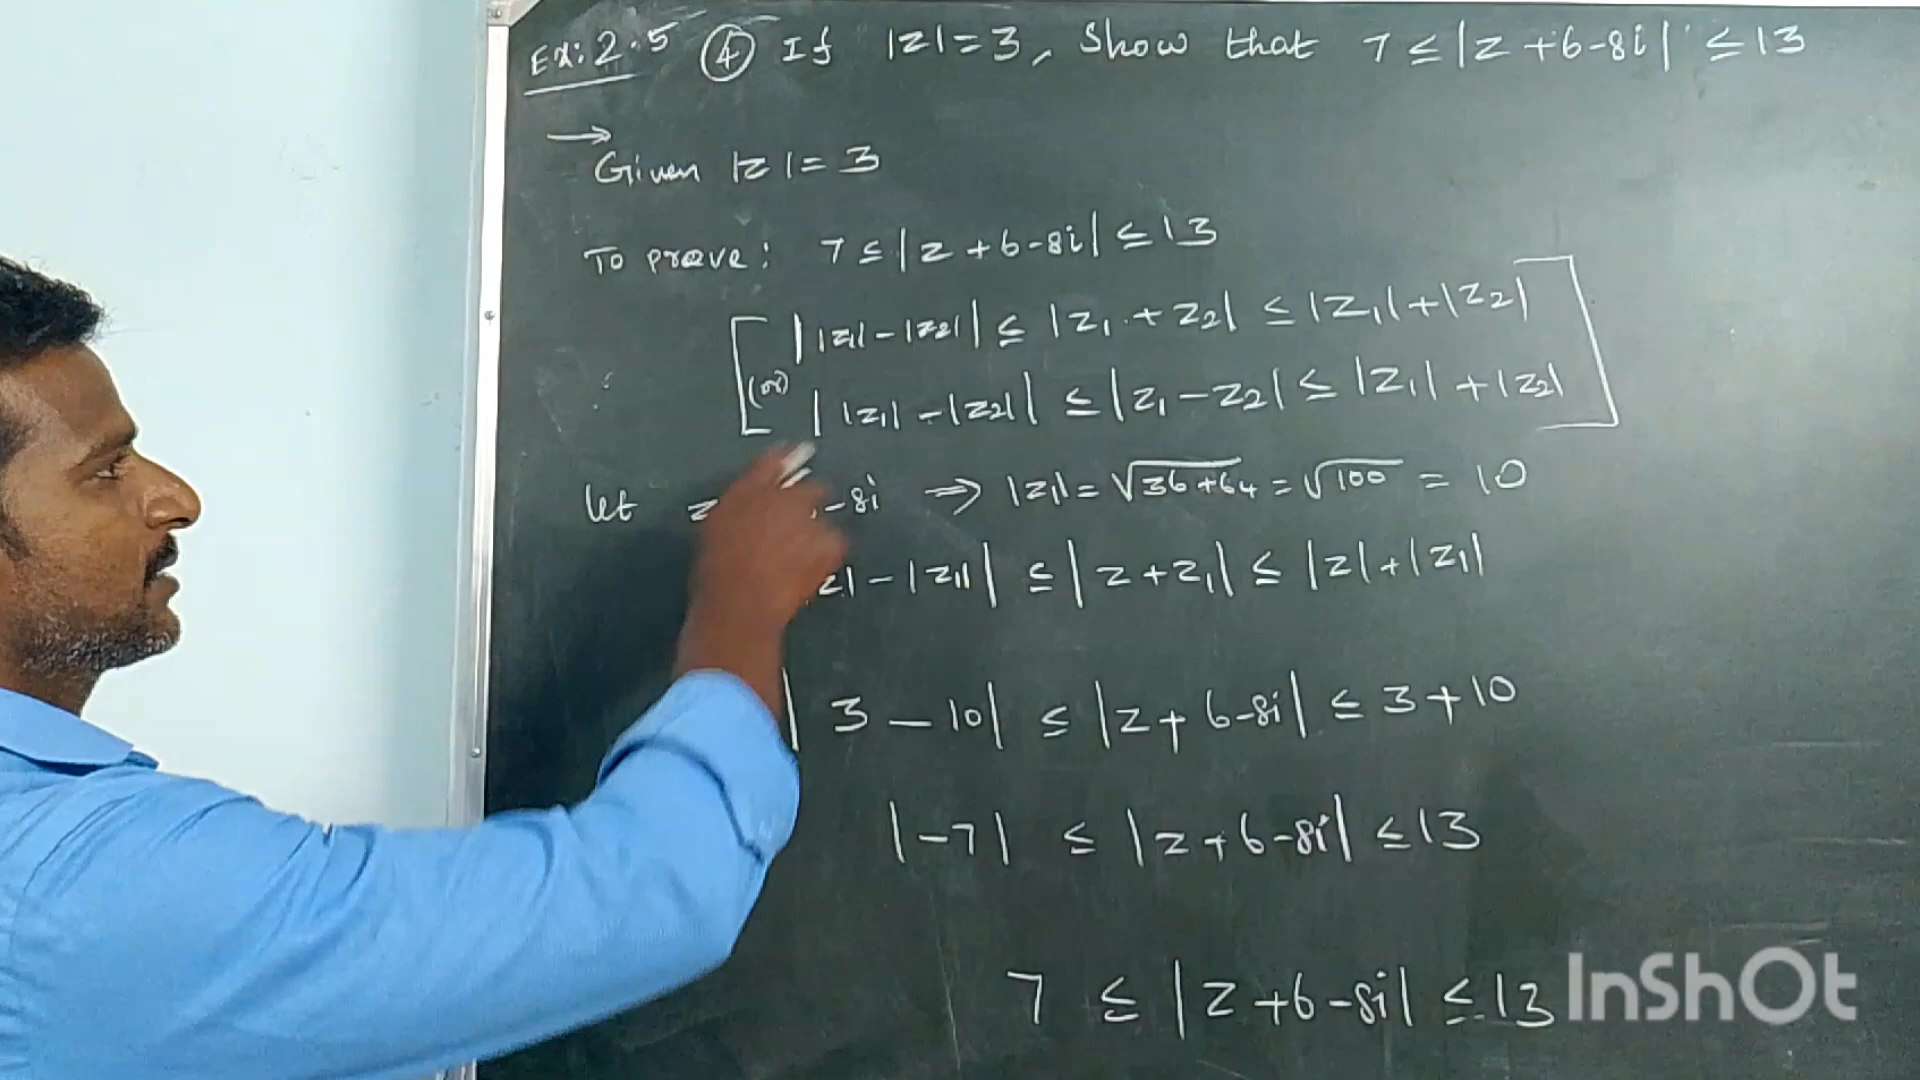 Ex: 2.5 ④ If |z| = 3, Show that 7 ≤ |z + 6 - 8i| ≤ 13
→
Given |z| = 3
To prove: 7 ≤ |z + 6 - 8i| ≤ 13
||z₁| - |z₂|| ≤ |z₁ + z₂| ≤ |z₁| + |z₂|
(or) ||z₁| - |z₂|| ≤ |z₁ - z₂| ≤ |z₁| + |z₂|
let z -8i ⇒ |z₁| = √36+64 = √100 = 10
z| - |z₁|| ≤ |z + z₁| ≤ |z| + |z₁|
|3 - 10| ≤ |z + 6 - 8i| ≤ 3 + 10
|-7| ≤ |z + 6 - 8i| ≤ 13
7 ≤ |z + 6 - 8i| ≤ 13
InShOt